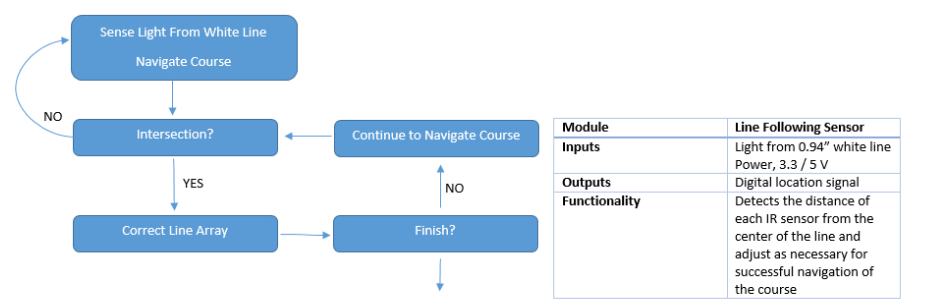 Sense Light From White Line
Navigate Course
NO
Intersection?
Continue to Navigate Course
YES
NO
Correct Line Array
Finish?
Module Line Following Sensor
Inputs Light from 0.94” white line
Power, 3.3 / 5 V
Outputs Digital location signal
Functionality Detects the distance of
each IR sensor from the
center of the line and
adjust as necessary for
successful navigation of
the course